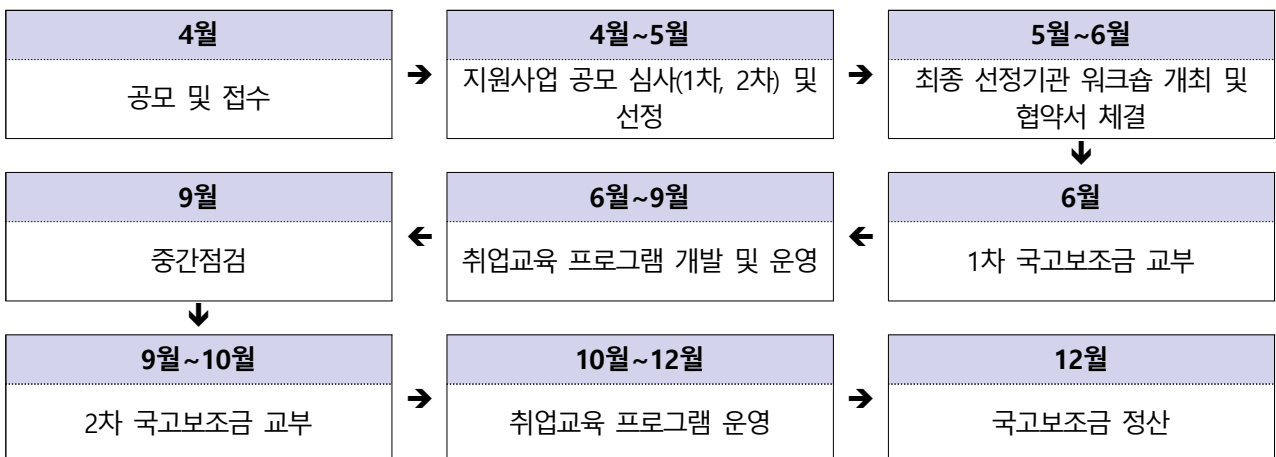 4월
공모 및 접수
➔
4월~5월
지원사업 공모 심사(1차, 2차) 및
선정
➔
5월~6월
최종 선정기관 워크숍 개최 및
협약서 체결
🡻
6월
1차 국고보조금 교부
🡸
6월~9월
취업교육 프로그램 개발 및 운영
🡸
9월
중간점검
🡻
9월~10월
2차 국고보조금 교부
➔
10월~12월
취업교육 프로그램 운영
➔
12월
국고보조금 정산